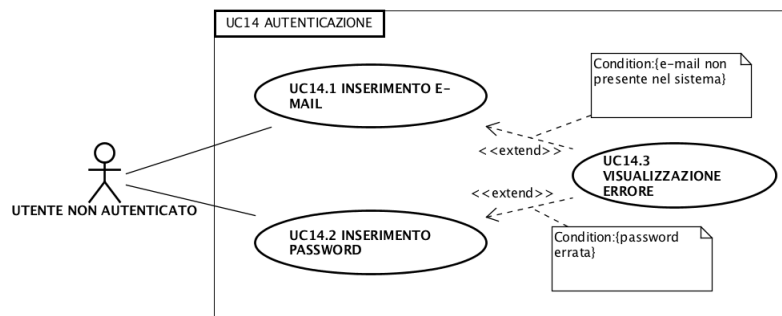 UC14 AUTENTICAZIONE
Condition:{e-mail non
presente nel sistema}
UC14.1 INSERIMENTO E-
MAIL
<<extend>>
UC14.3
VISUALIZZAZIONE
ERRORE
<<extend>>
UTENTE NON AUTENTICATO
UC14.2 INSERIMENTO
PASSWORD
Condition:{password
errata}